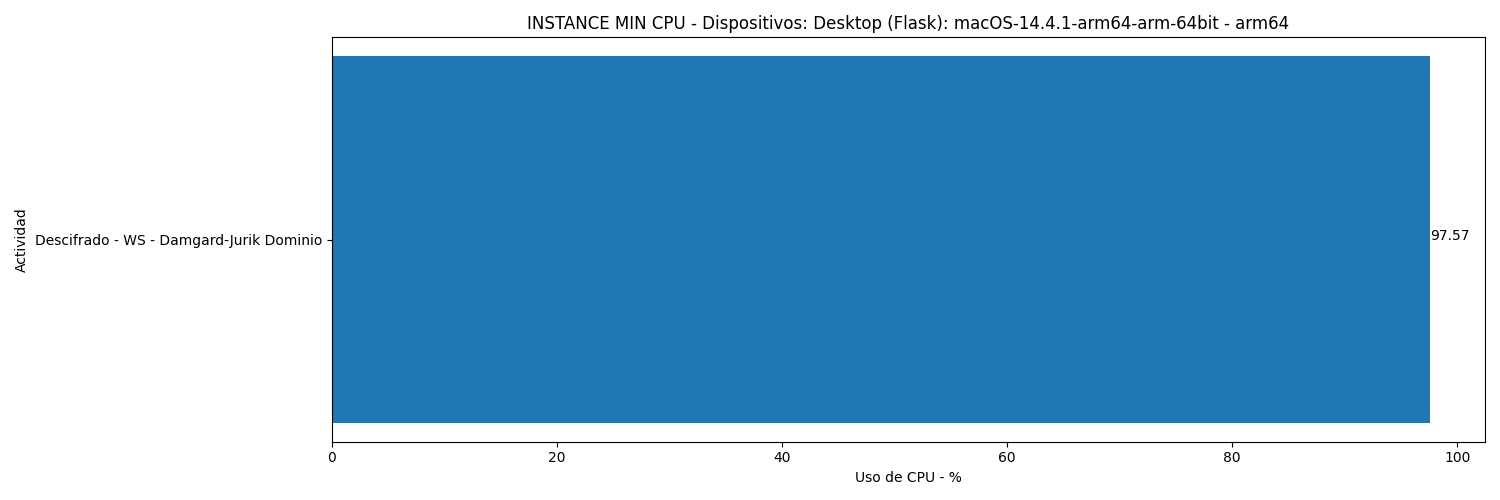 INSTANCE MIN CPU - Dispositivos: Desktop (Flask): macOS-14.4.1-arm64-arm-64bit - arm64
Actividad
Descifrado - WS - Damgard-Jurik Dominio
97.57
0 20 40 60 80 100
Uso de CPU - %